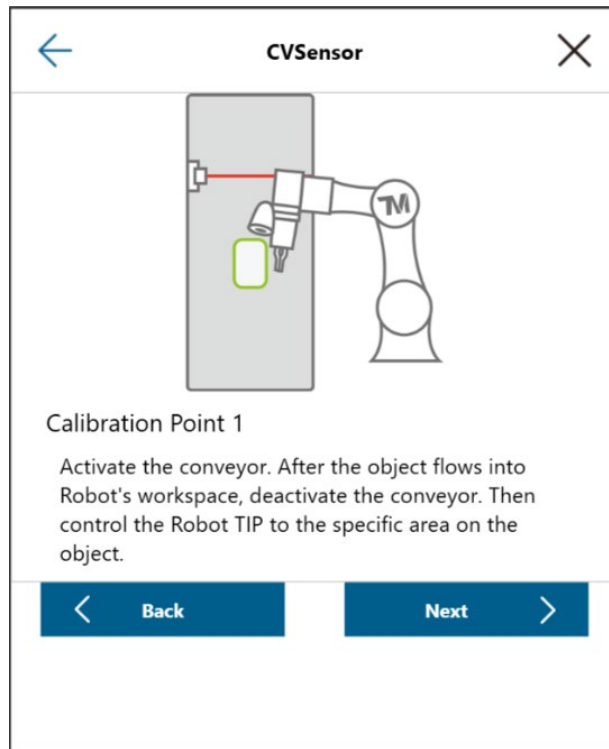 CVSensor
TM
Calibration Point 1
Activate the conveyor. After the object flows into
Robot's workspace, deactivate the conveyor. Then
control the Robot TIP to the specific area on the
object.
Back
Next